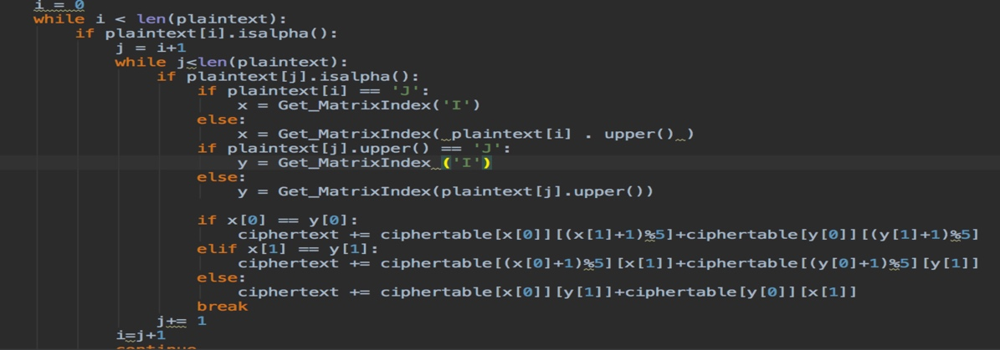 i = 0
while i < len(plaintext):
if plaintext[i].isalpha():
j = i+1
while j<len(plaintext):
if plaintext[j].isalpha():
if plaintext[i] == 'J':
x = Get_MatrixIndex('I')
else:
x = Get_MatrixIndex( plaintext[i] . upper() )
if plaintext[j].upper() == 'J':
y = Get_MatrixIndex ('I')
else:
y = Get_MatrixIndex(plaintext[j].upper())
if x[0] == y[0]:
ciphertext += ciphertable[x[0]][(x[1]+1)%5]+ciphertable[y[0]][(y[1]+1)%5]
elif x[1] == y[1]:
ciphertext += ciphertable[(x[0]+1)%5][x[1]]+ciphertable[(y[0]+1)%5][y[1]]
else:
ciphertext += ciphertable[x[0]][y[1]]+ciphertable[y[0]][x[1]]
break
j+= 1
i=j+1
continue